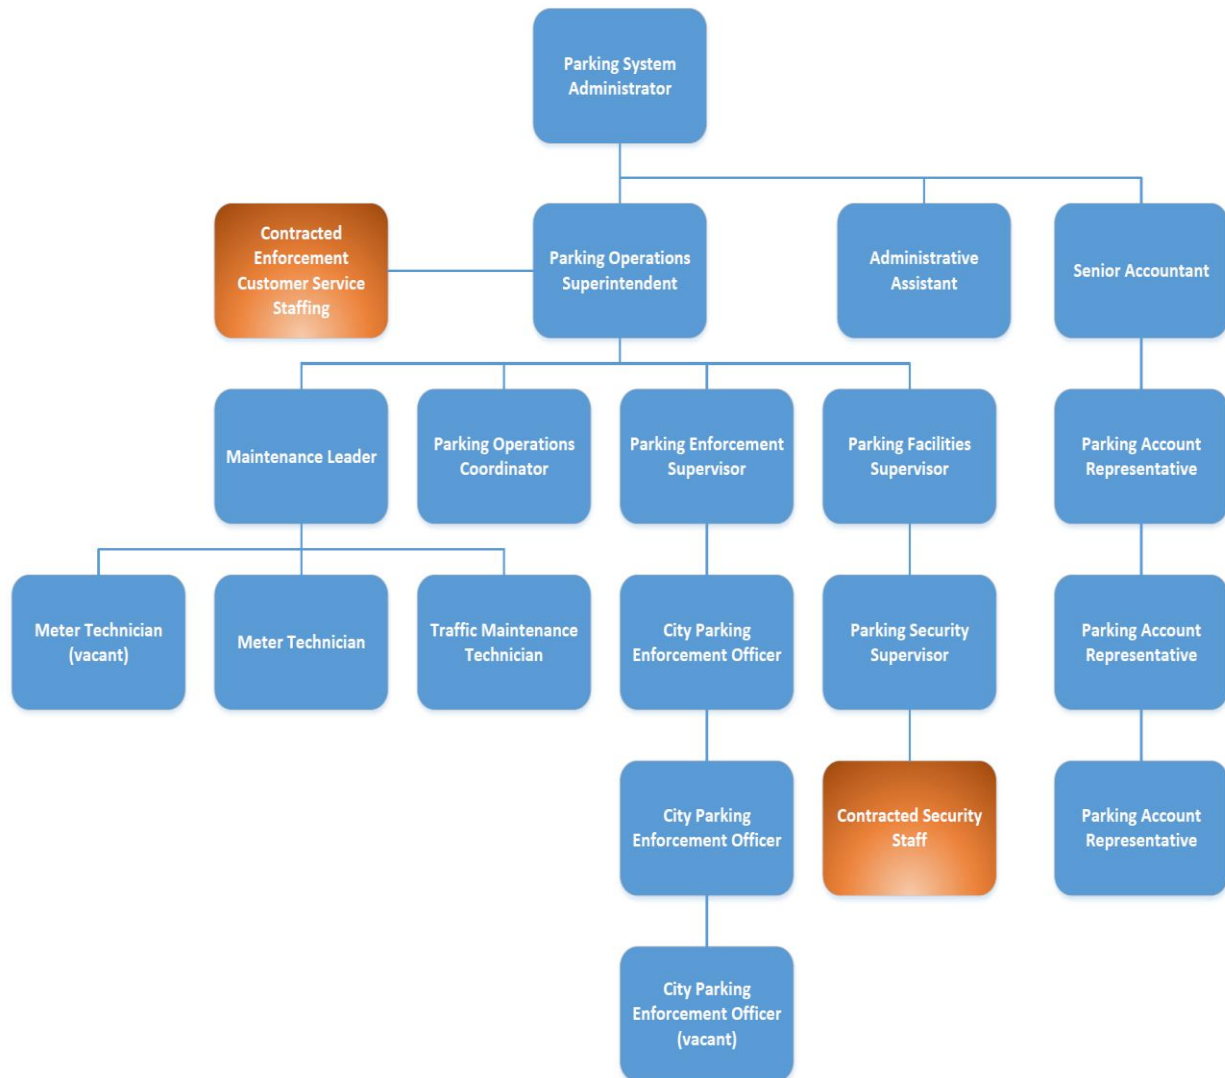 Parking System
Administrator
Contracted
Enforcement
Customer Service
Staffing
Parking Operations
Superintendent
Administrative
Assistant
Senior Accountant
Maintenance Leader
Parking Operations
Coordinator
Parking Enforcement
Supervisor
Parking Facilities
Supervisor
Parking Account
Representative
Meter Technician
(vacant)
Meter Technician
Traffic Maintenance
Technician
City Parking
Enforcement Officer
Parking Security
Supervisor
Parking Account
Representative
City Parking
Enforcement Officer
Contracted Security
Staff
Parking Account
Representative
City Parking
Enforcement Officer
(vacant)